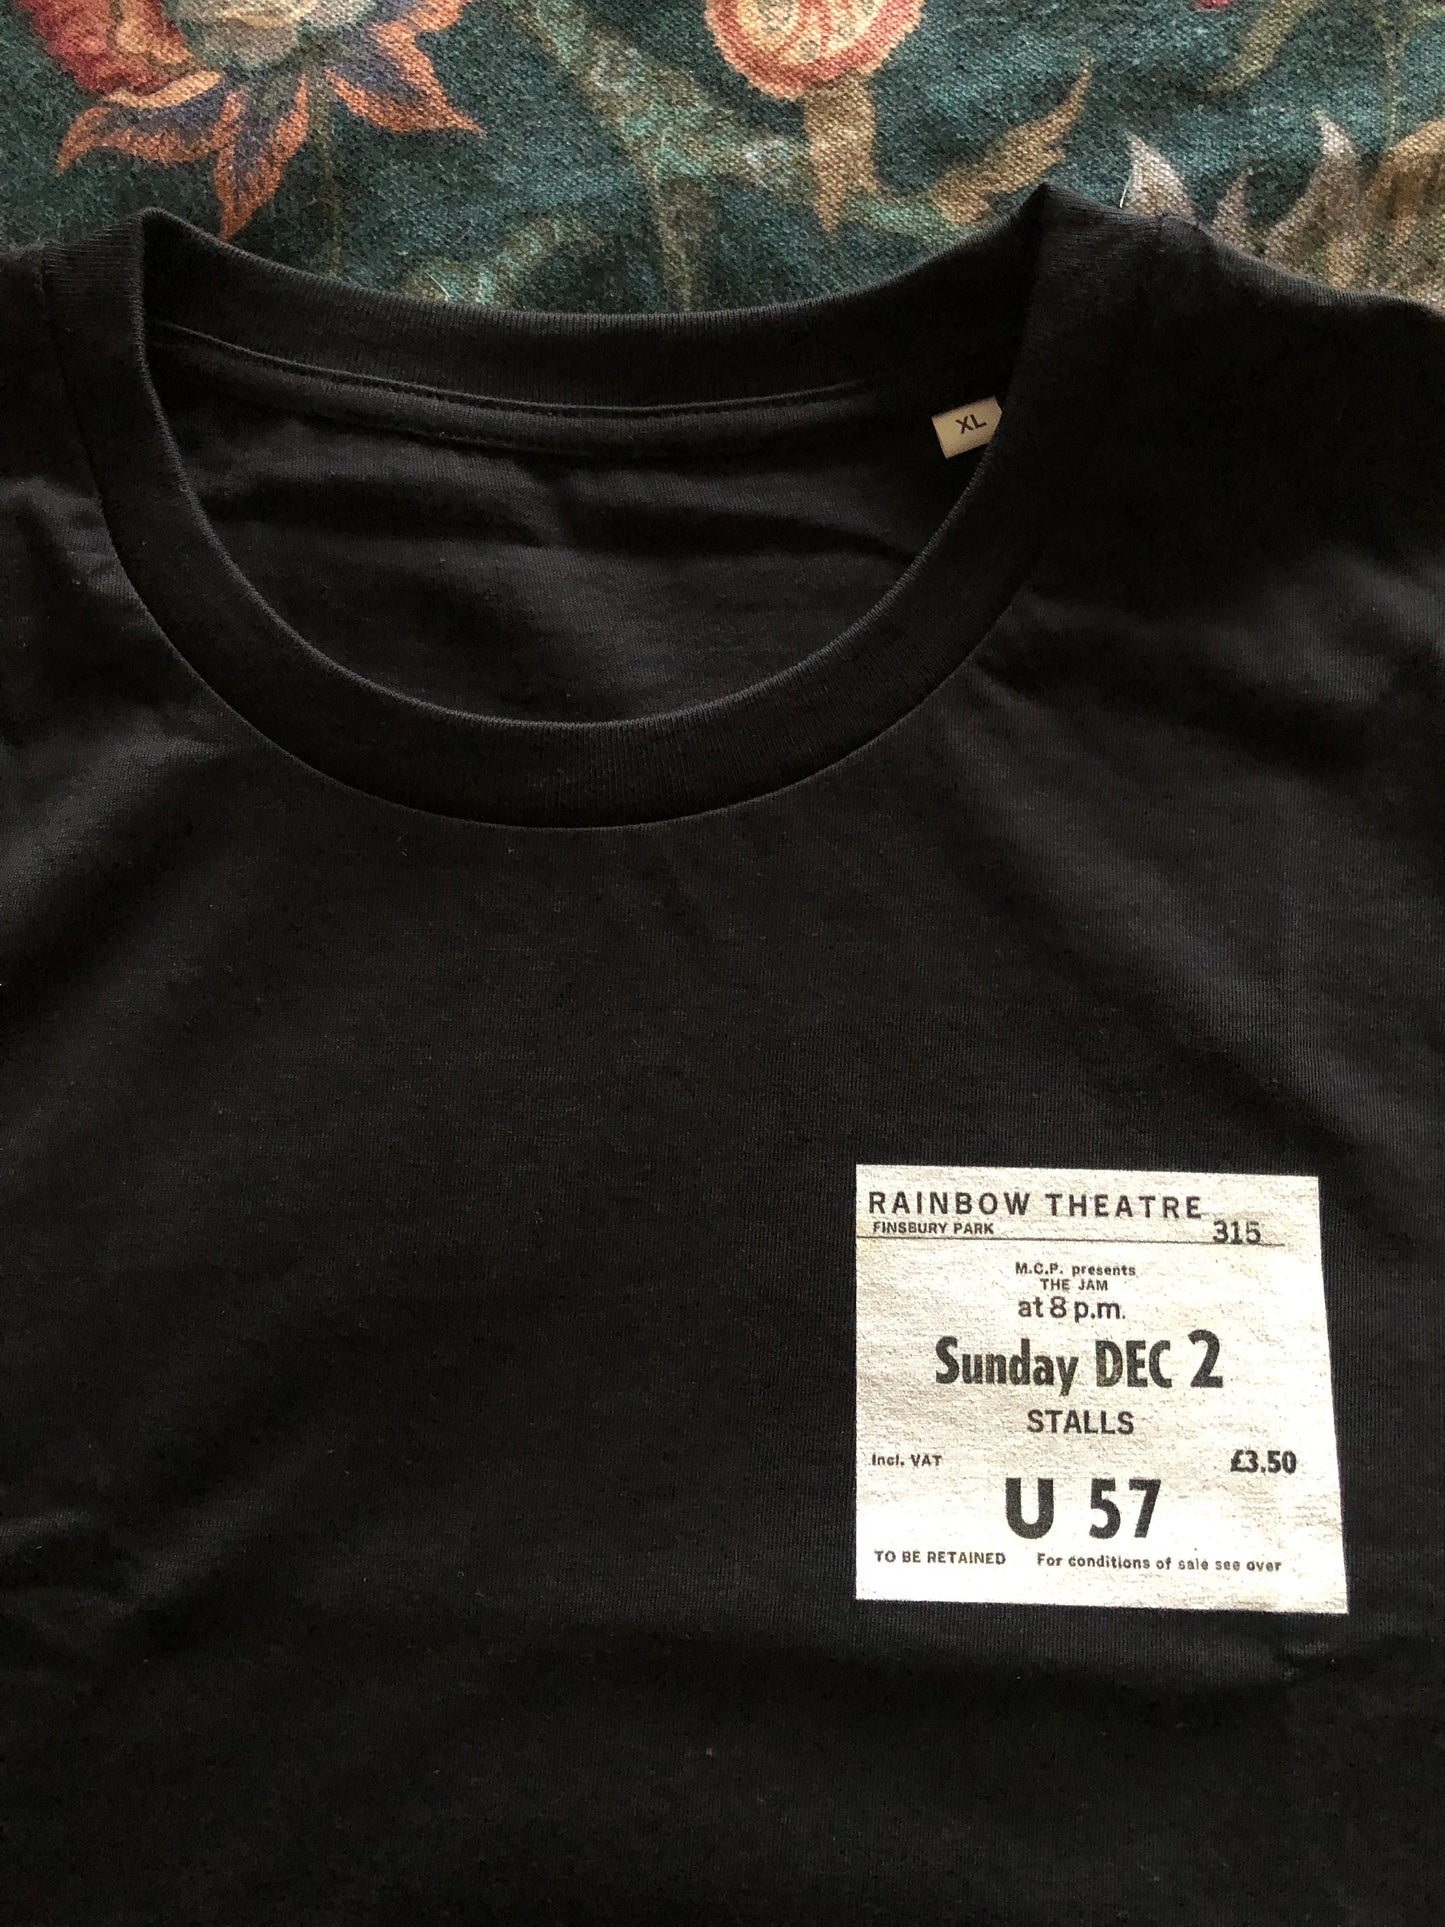 XL
RAINBOW THEATRE
FINSBURY PARK 315
M.C.P. presents
THE JAM
at 8 p.m.
Sunday DEC 2
STALLS
Incl. VAT £3.50
U 57
TO BE RETAINED For conditions of sale see over